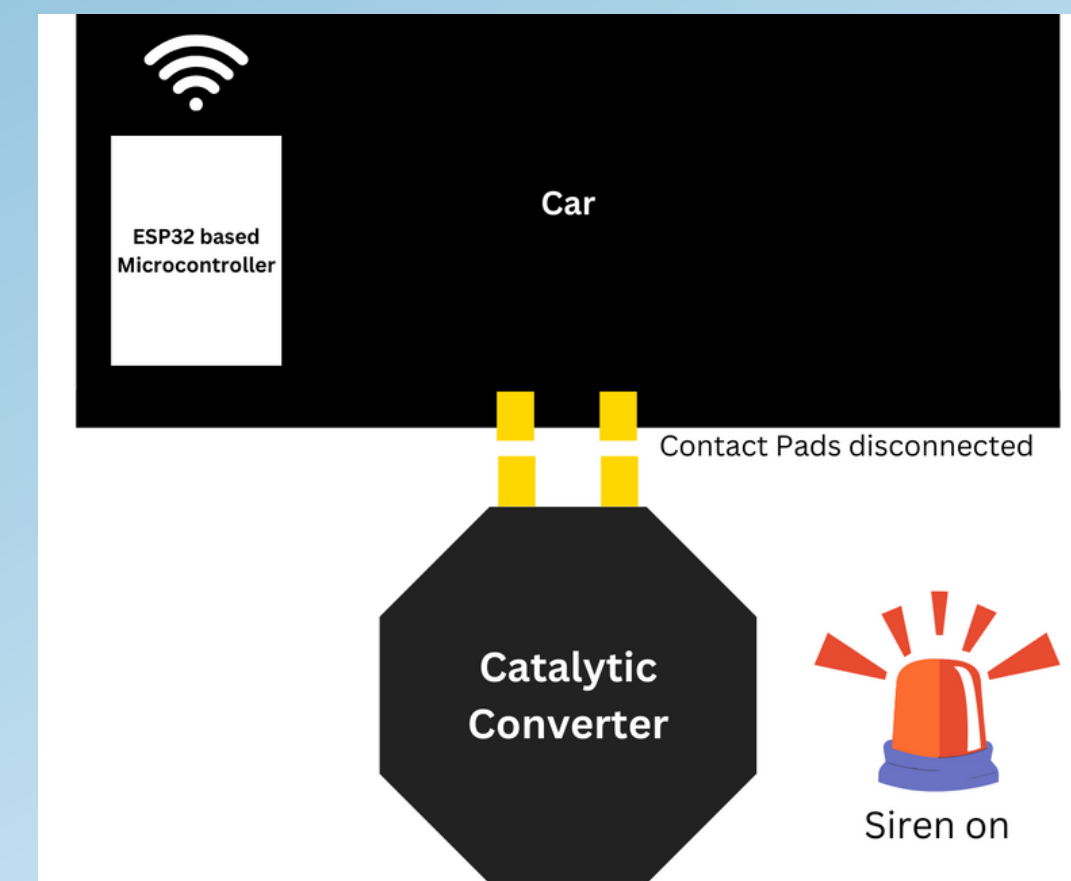 Car
ESP32 based
Microcontroller
Contact Pads disconnected
Catalytic
Converter
Siren on